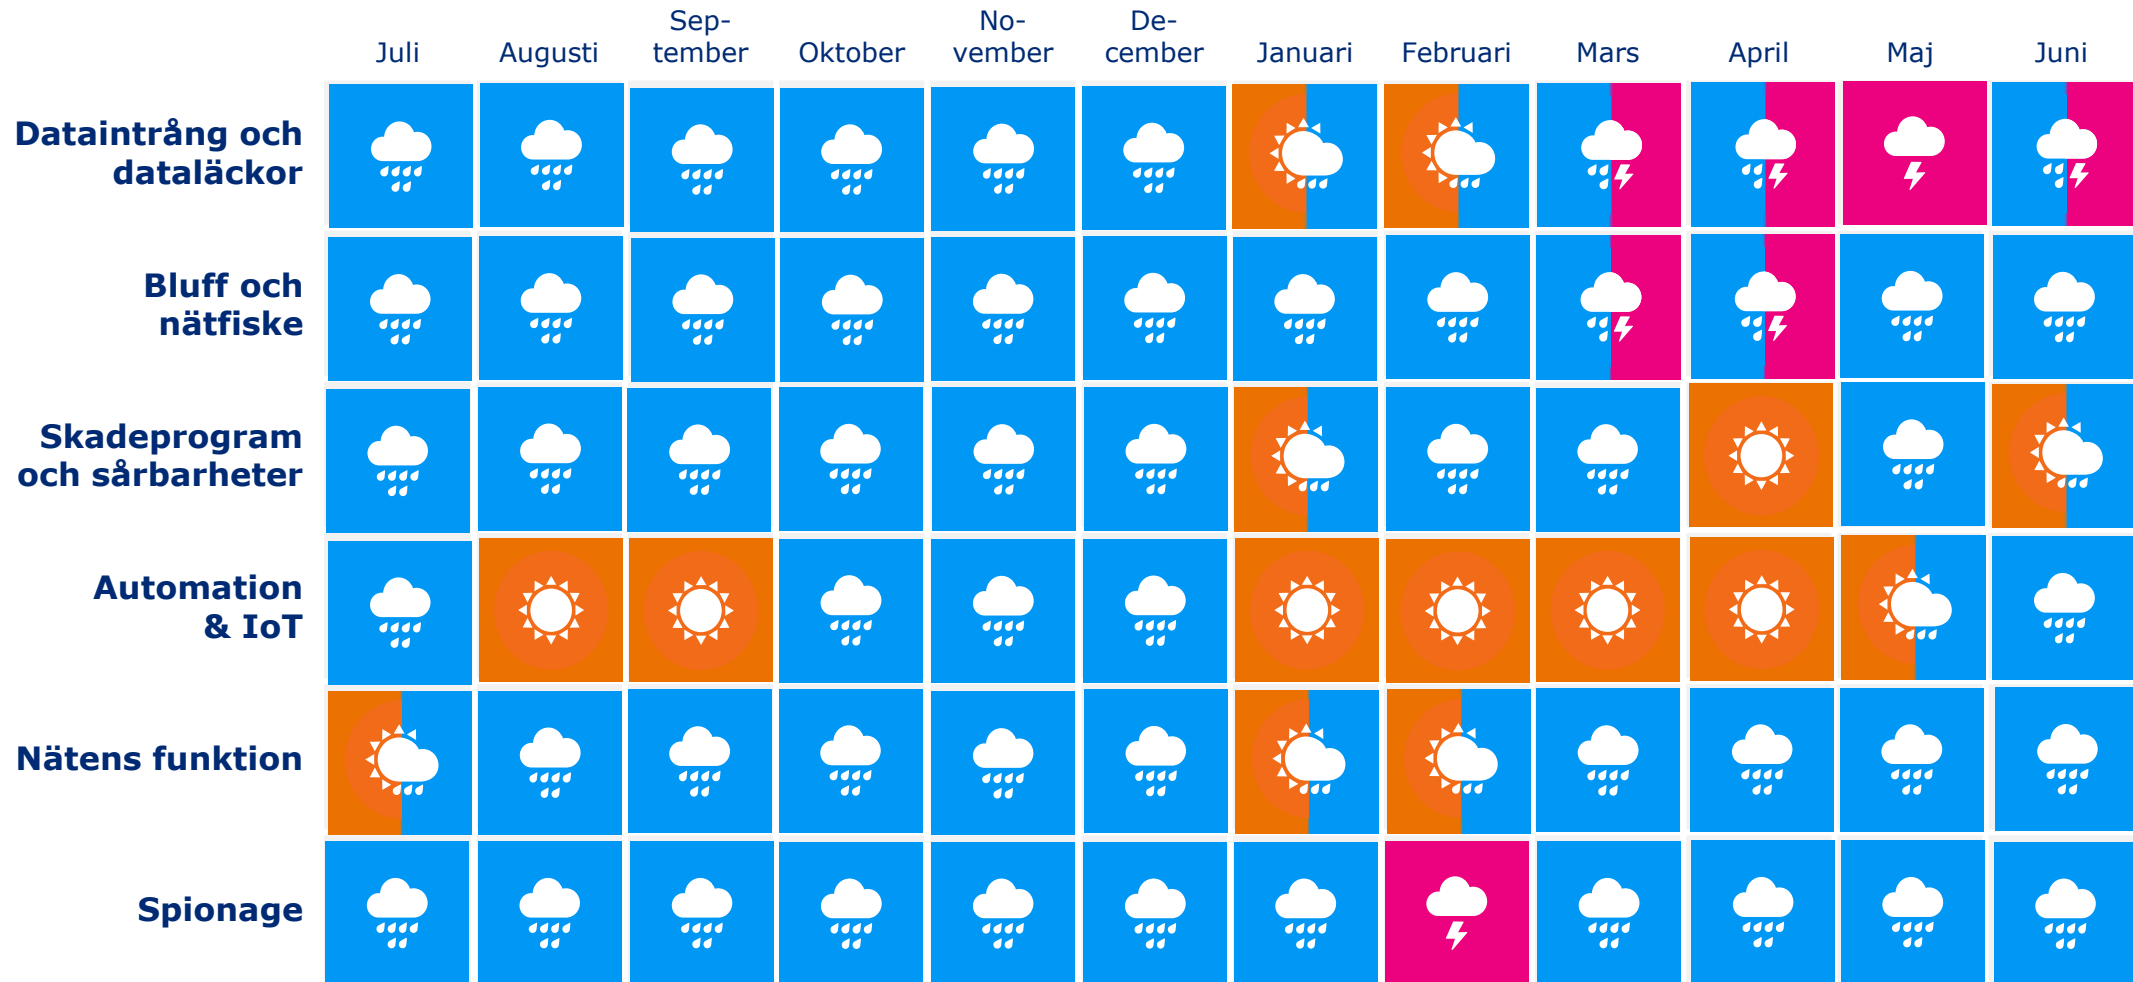 Juli Augusti Sep-
tember Oktober No-
vember De-
cember Januari Februari Mars April Maj Juni
Dataintrång och
dataläckor
Bluff och
nätfiske
Skadeprogram
och sårbarheter
Automation
& IoT
Nätens funktion
Spionage